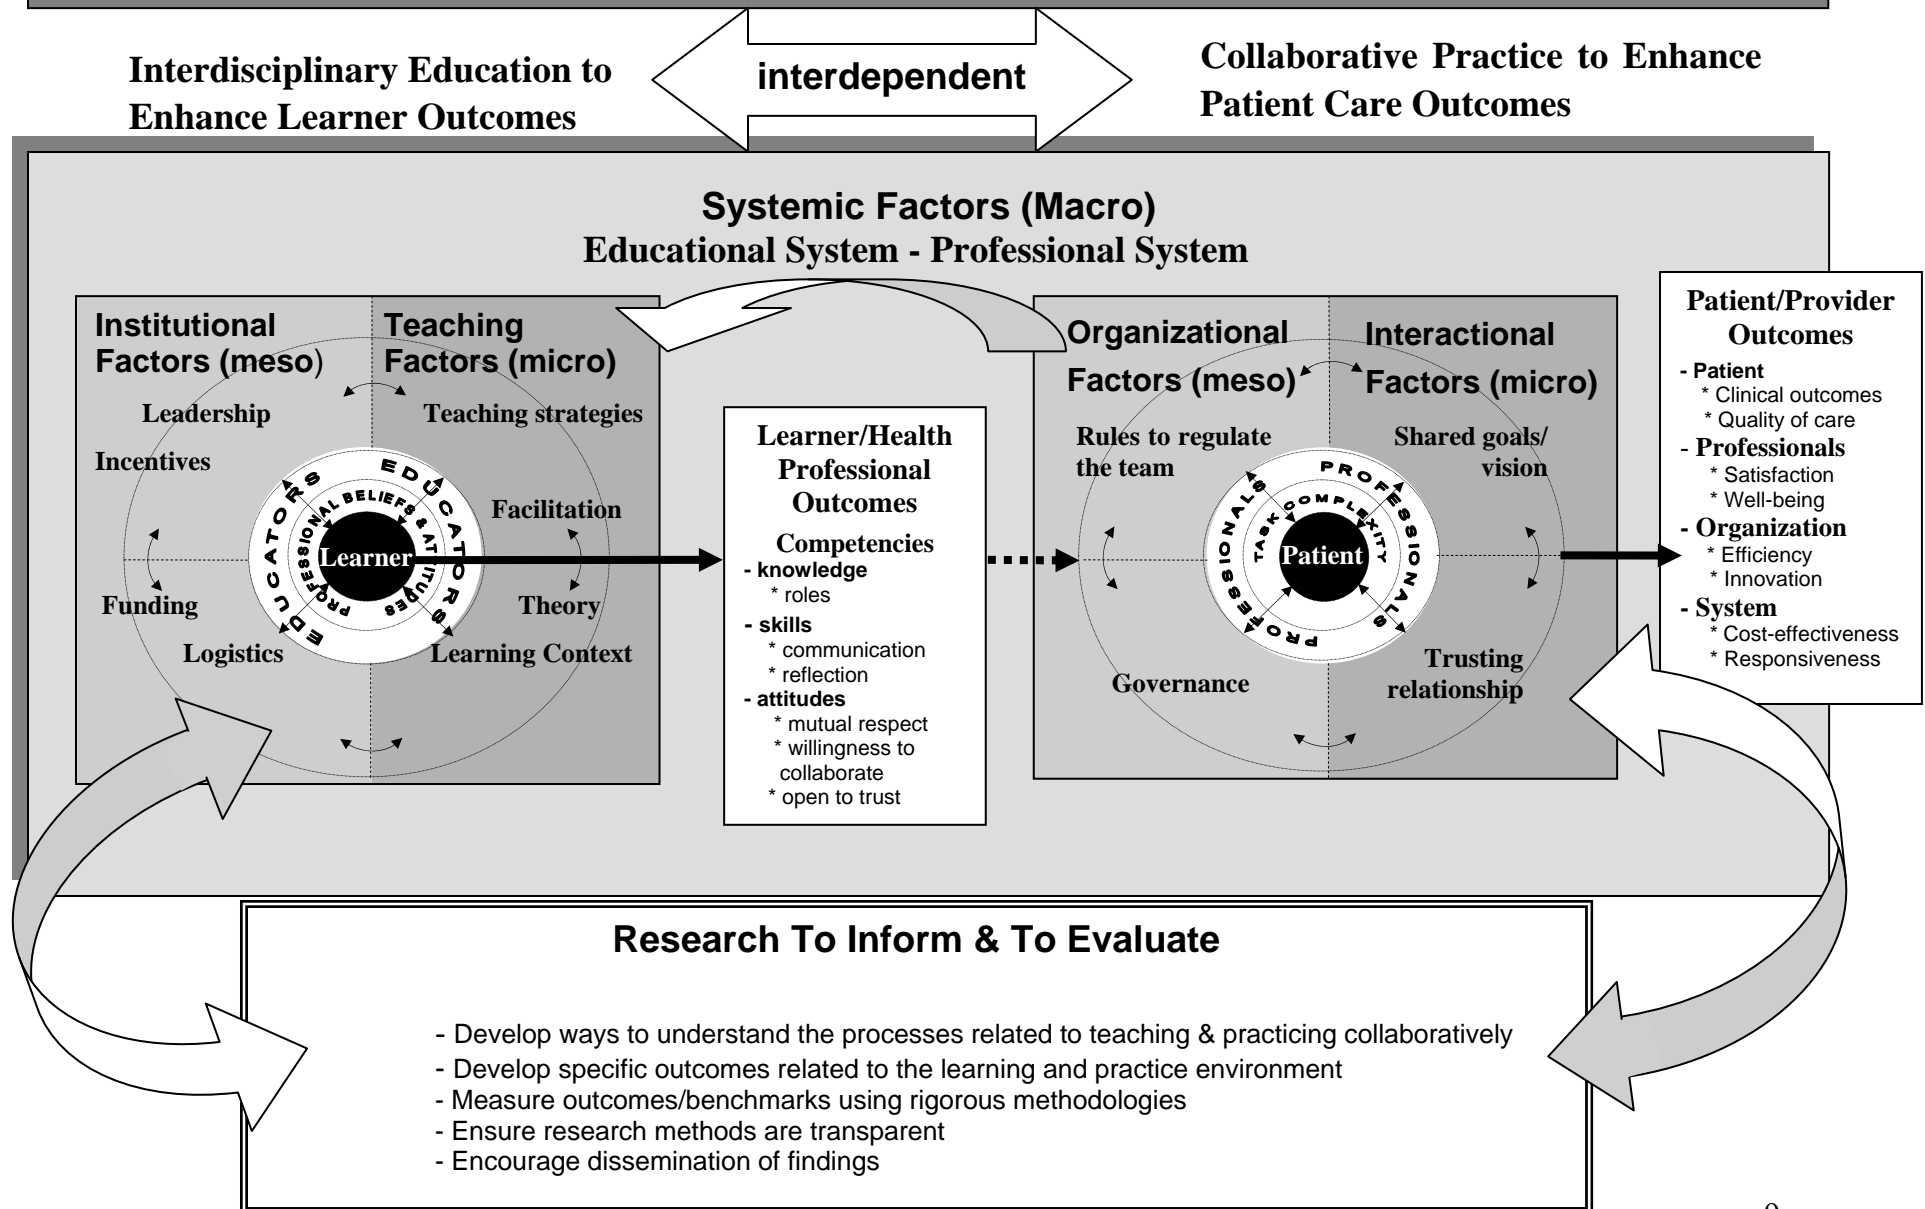 Interdisciplinary Education to
Enhance Learner Outcomes
interdependent
Collaborative Practice to Enhance
Patient Care Outcomes
Systemic Factors (Macro)
Educational System - Professional System
Institutional
Factors (meso)
Teaching
Factors (micro)
Leadership
Teaching strategies
Incentives
Facilitation
EDUCATORS
EDUCATORS
PROFESSIONAL BELIEFS & ATTITUDES
Learner
Funding
Theory
Logistics
Learning Context
Learner/Health
Professional
Outcomes
Competencies
- knowledge
* roles
- skills
* communication
* reflection
- attitudes
* mutual respect
* willingness to
collaborate
* open to trust
Organizational
Factors (meso)
Interactional
Factors (micro)
Rules to regulate
the team
Shared goals/
vision
PROFESSIONALS
PROFESSIONALS
TASK COMPLEXITY
Patient
Governance
Trusting
relationship
Patient/Provider
Outcomes
- Patient
* Clinical outcomes
* Quality of care
- Professionals
* Satisfaction
* Well-being
- Organization
* Efficiency
* Innovation
- System
* Cost-effectiveness
* Responsiveness
Research To Inform & To Evaluate
- Develop ways to understand the processes related to teaching & practicing collaboratively
- Develop specific outcomes related to the learning and practice environment
- Measure outcomes/benchmarks using rigorous methodologies
- Ensure research methods are transparent
- Encourage dissemination of findings